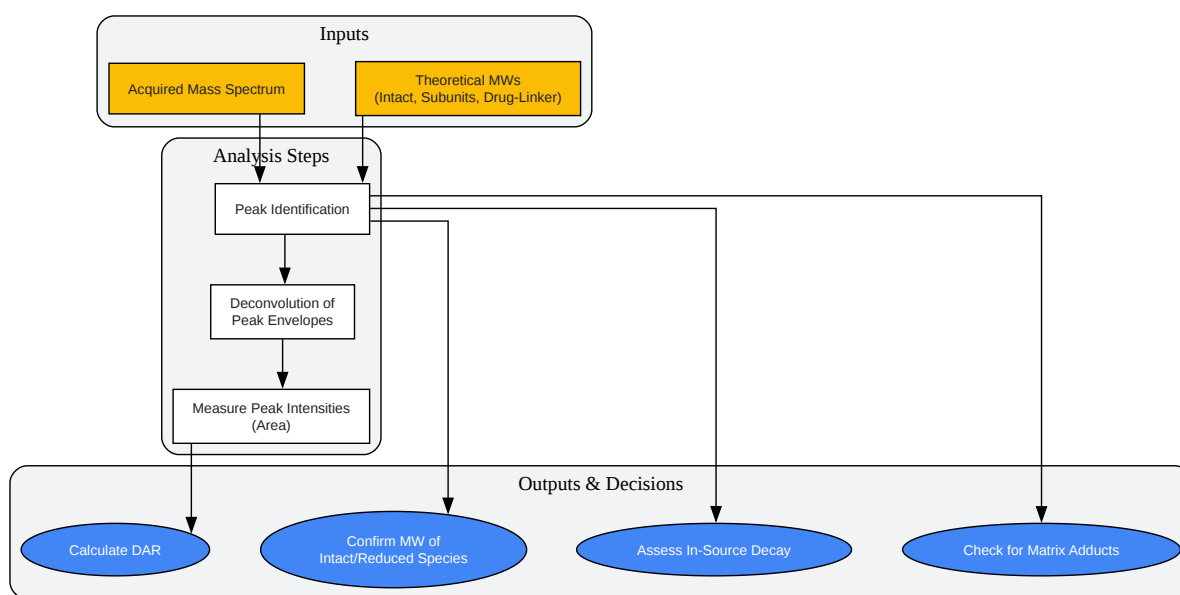 Inputs
Acquired Mass Spectrum
Theoretical MWs
(Intact, Subunits, Drug-Linker)
Analysis Steps
Peak Identification
Deconvolution of
Peak Envelopes
Measure Peak Intensities
(Area)
Outputs & Decisions
Calculate DAR
Confirm MW of
Intact/Reduced Species
Assess In-Source Decay
Check for Matrix Adducts